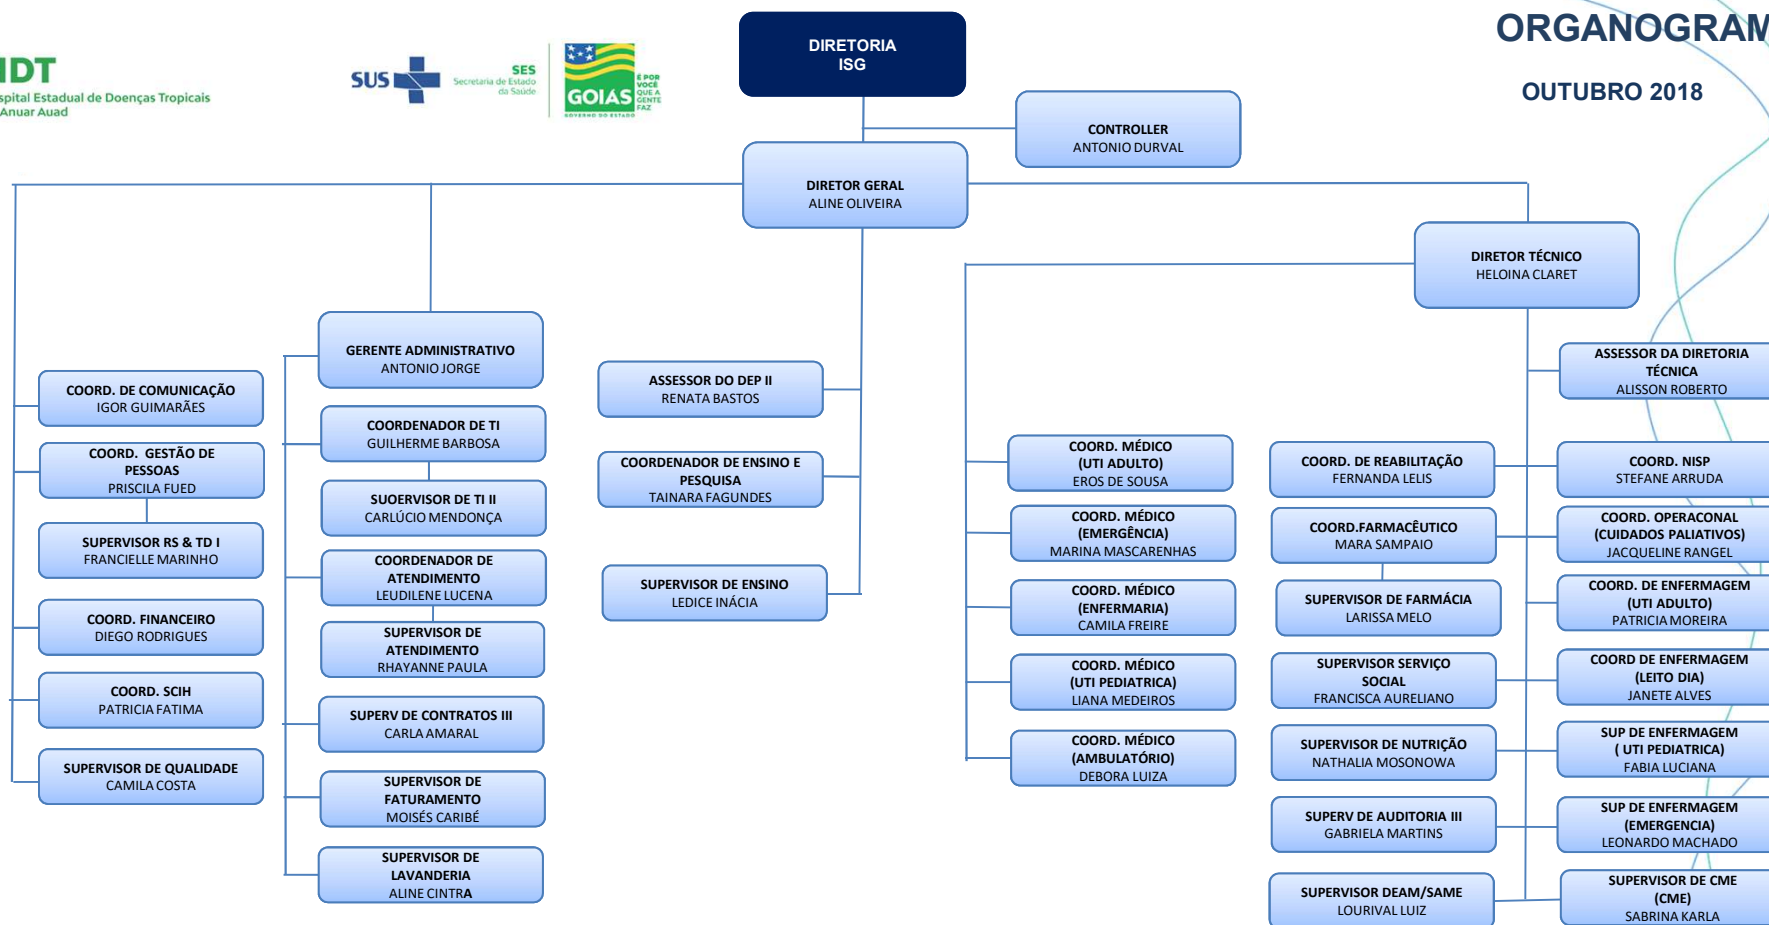 IDT
spital Estadual de Doenças Tropicais
Anuar Auad
SUS
SES
Secretaria de Estado
da Saúde
GOIÁS
GOVERNO DO ESTADO
É POR
VOCÊ
QUE A
GENTE
FAZ
ORGANOGRAM
OUTUBRO 2018
DIRETORIA
ISG
CONTROLLER
ANTONIO DURVAL
DIRETOR GERAL
ALINE OLIVEIRA
DIRETOR TÉCNICO
HELOINA CLARET
COORD. DE COMUNICAÇÃO
IGOR GUIMARÃES
COORD. GESTÃO DE
PESSOAS
PRISCILA FUED
SUPERVISOR RS & TD I
FRANCIELLE MARINHO
COORD. FINANCEIRO
DIEGO RODRIGUES
COORD. SCIH
PATRICIA FATIMA
SUPERVISOR DE QUALIDADE
CAMILA COSTA
GERENTE ADMINISTRATIVO
ANTONIO JORGE
COORDENADOR DE TI
GUILHERME BARBOSA
SUOERVISOR DE TI II
CARLÚCIO MENDONÇA
COORDENADOR DE
ATENDIMENTO
LEUDILENE LUCENA
SUPERVISOR DE
ATENDIMENTO
RHAYANNE PAULA
SUPERV DE CONTRATOS III
CARLA AMARAL
SUPERVISOR DE
FATURAMENTO
MOISÉS CARIBÉ
SUPERVISOR DE
LAVANDERIA
ALINE CINTRA
ASSESSOR DO DEP II
RENATA BASTOS
COORDENADOR DE ENSINO E
PESQUISA
TAINARA FAGUNDES
SUPERVISOR DE ENSINO
LEDICE INÁCIA
COORD. MÉDICO
(UTI ADULTO)
EROS DE SOUSA
COORD. MÉDICO
(EMERGÊNCIA)
MARINA MASCARENHAS
COORD. MÉDICO
(ENFERMARIA)
CAMILA FREIRE
COORD. MÉDICO
(UTI PEDIATRICA)
LIANA MEDEIROS
COORD. MÉDICO
(AMBULATÓRIO)
DEBORA LUIZA
COORD. DE REABILITAÇÃO
FERNANDA LELIS
COORD.FARMACÊUTICO
MARA SAMPAIO
SUPERVISOR DE FARMÁCIA
LARISSA MELO
SUPERVISOR SERVIÇO
SOCIAL
FRANCISCA AURELIANO
SUPERVISOR DE NUTRIÇÃO
NATHALIA MOSONOWA
SUPERV DE AUDITORIA III
GABRIELA MARTINS
SUPERVISOR DEAM/SAME
LOURIVAL LUIZ
ASSESSOR DA DIRETORIA
TÉCNICA
ALISSON ROBERTO
COORD. NISP
STEFANE ARRUDA
COORD. OPERACONAL
(CUIDADOS PALIATIVOS)
JACQUELINE RANGEL
COORD. DE ENFERMAGEM
(UTI ADULTO)
PATRICIA MOREIRA
COORD DE ENFERMAGEM
(LEITO DIA)
JANETE ALVES
SUP DE ENFERMAGEM
( UTI PEDIATRICA)
FABIA LUCIANA
SUP DE ENFERMAGEM
(EMERGENCIA)
LEONARDO MACHADO
SUPERVISOR DE CME
(CME)
SABRINA KARLA